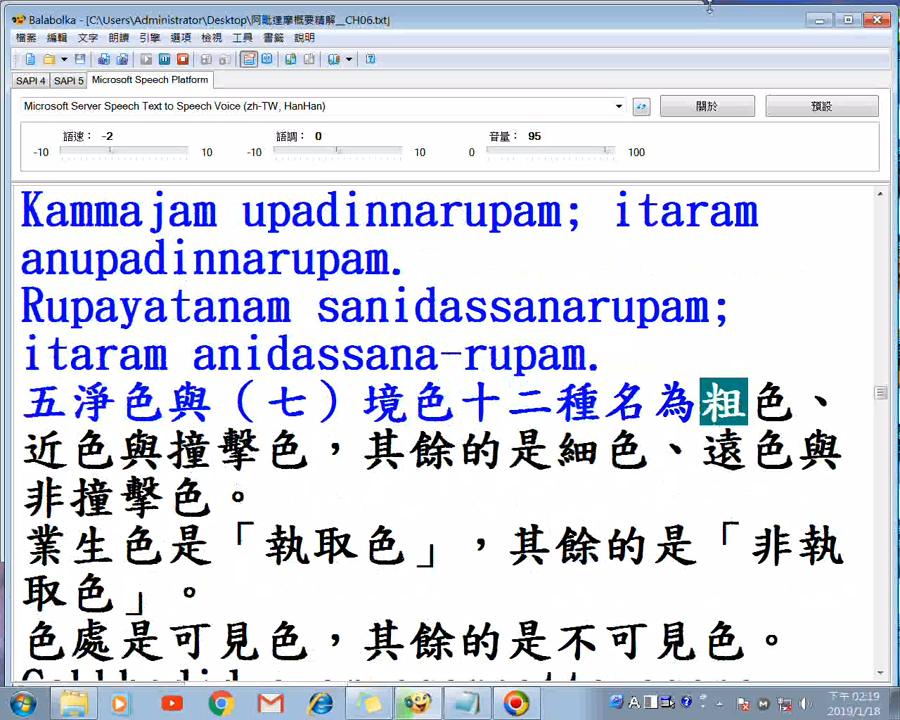 Balabolka - [C:\Users\Administrator\Desktop\阿毗達摩概要精解__CH06.txt]
檔案 編輯 文字 朗讀 引擎 選項 檢視 工具 書籤 說明
SAPI 4 SAPI 5 Microsoft Speech Platform
Microsoft Server Speech Text to Speech Voice (zh-TW, HanHan) 關於 預設
語速： -2 語調： 0 音量： 95
-10 10 -10 10 0 100
Kammajam upadinnarupam; itaram
anupadinnarupam.
Rupayatanam sanidassanarupam;
itaram anidassana-rupam.
五淨色與（七）境色十二種名為粗色、
近色與撞擊色，其餘的是細色、遠色與
非撞擊色。
業生色是「執取色」，其餘的是「非執
取色」。
色處是可見色，其餘的是不可見色。
下午 02:19
2019/1/18